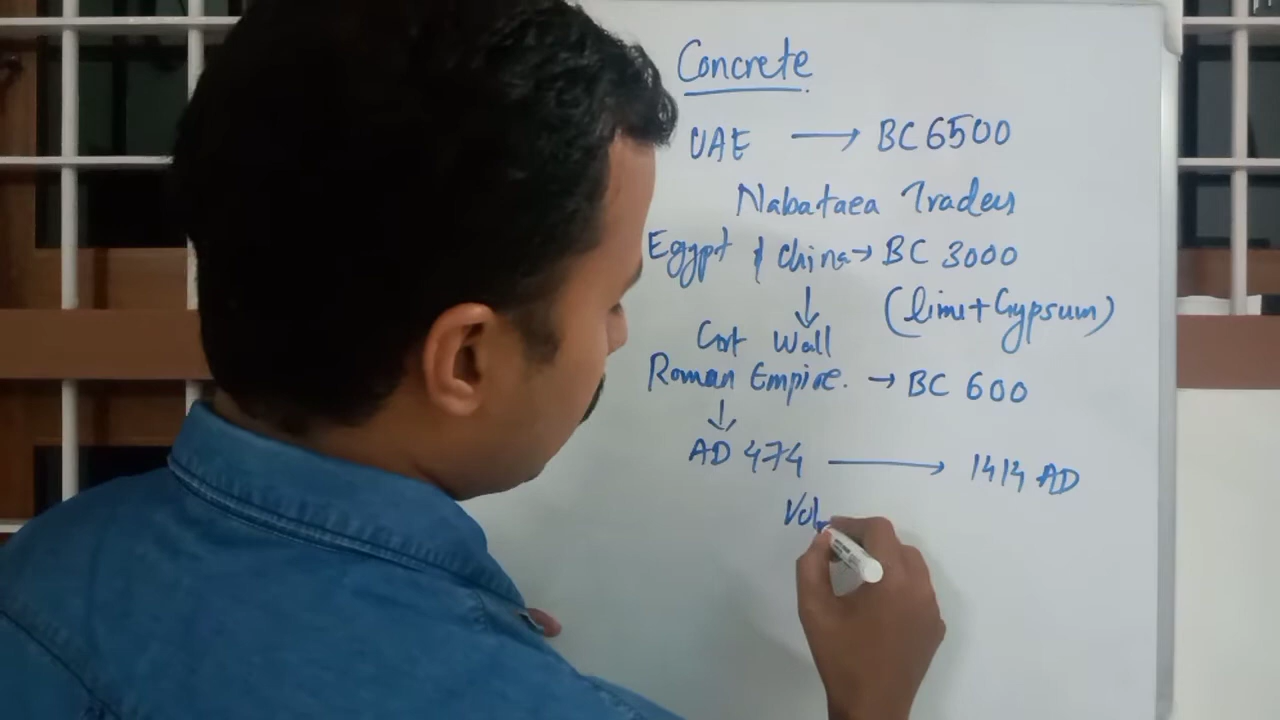 Concrete
UAE → BC 6500
Nabataea Traders
Egypt & China → BC 3000
↓ (lime + Gypsum)
Wall
Roman Empire. → BC 600
↓
AD 474 → 1414 AD
Vol